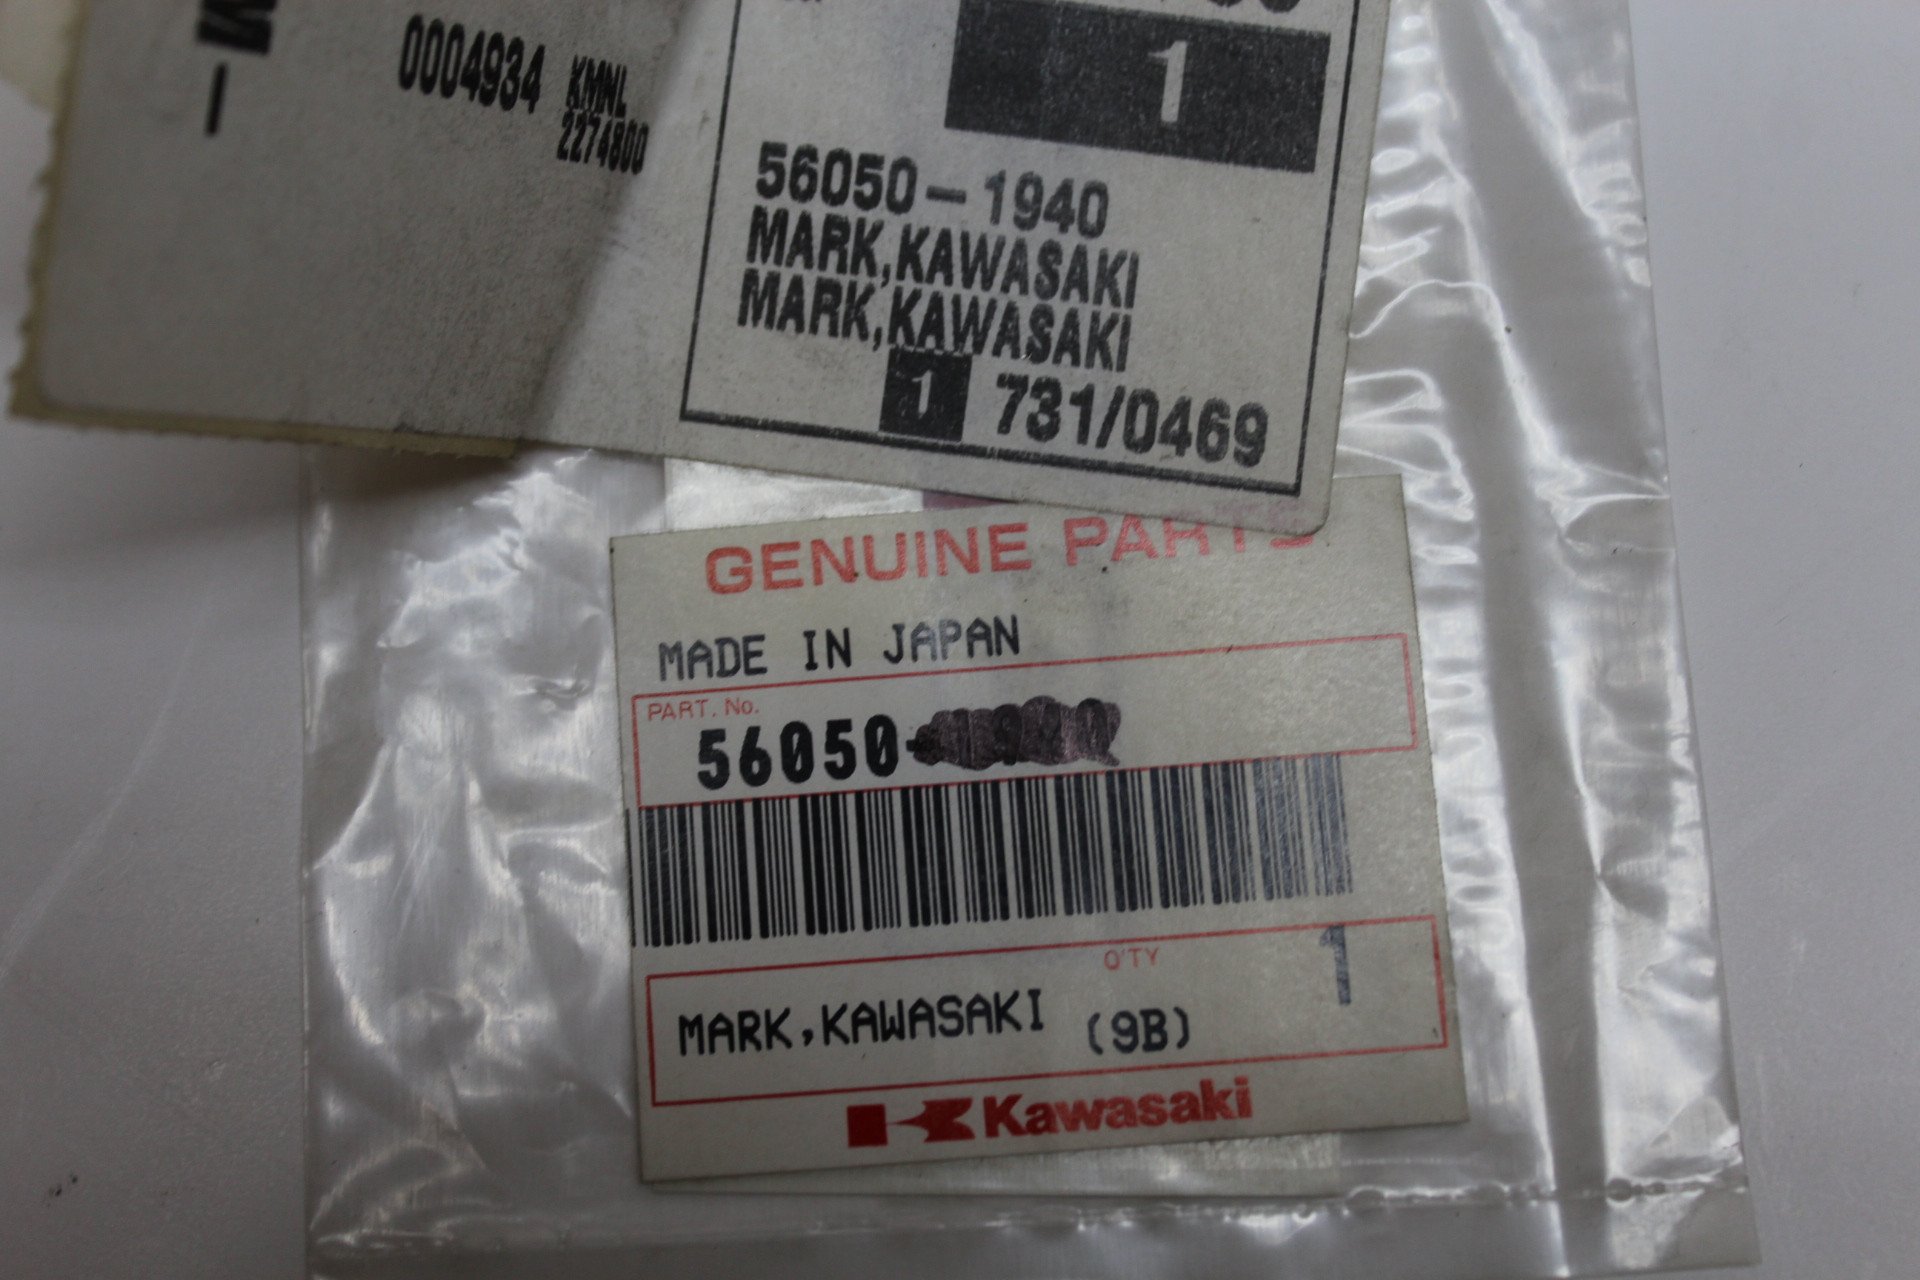 0004934 KMNL
2274800
1
56050-1940
MARK,KAWASAKI
MARK,KAWASAKI
1 731/0469
GENUINE PARTS
MADE IN JAPAN
PART. No.
56050-
Q'TY
1
MARK,KAWASAKI (9B)
Kawasaki